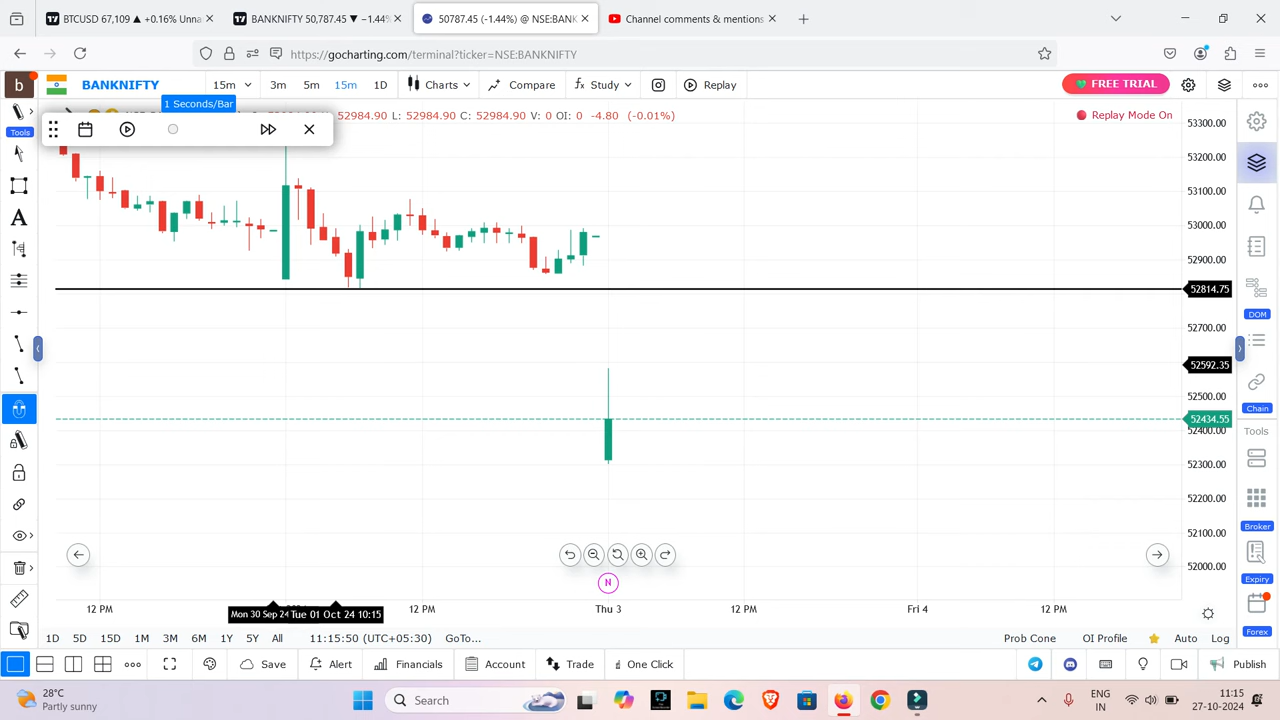 BTCUSD 67,109 ▲ +0.16% Unna
BANKNIFTY 50,787.45 ▼ −1.44%
50787.45 (-1.44%) @ NSE:BANK
Channel comments & mentions
https://gocharting.com/terminal?ticker=NSE:BANKNIFTY
b
BANKNIFTY 15m 3m 5m 15m 1D Charts Compare Study Replay FREE TRIAL
1 Seconds/Bar
52984.90 L: 52984.90 C: 52984.90 V: 0 OI: 0 -4.80 (-0.01%)
Replay Mode On
Tools
53300.00
53200.00
53100.00
53000.00
52900.00
52814.75
52700.00
52592.35
52500.00
52434.55
52400.00
52300.00
52200.00
52100.00
52000.00
DOM
Chain
Tools
Broker
Expiry
Forex
A
N
12 PM 12 PM Thu 3 12 PM Fri 4 12 PM
Mon 30 Sep 24 Tue 01 Oct 24 10:15
1D 5D 15D 1M 3M 6M 1Y 5Y All 11:15:50 (UTC+05:30) GoTo... Prob Cone OI Profile Auto Log
Save Alert Financials Account Trade One Click Publish
28°C
Partly sunny
Search
ENG
IN
11:15
27-10-2024